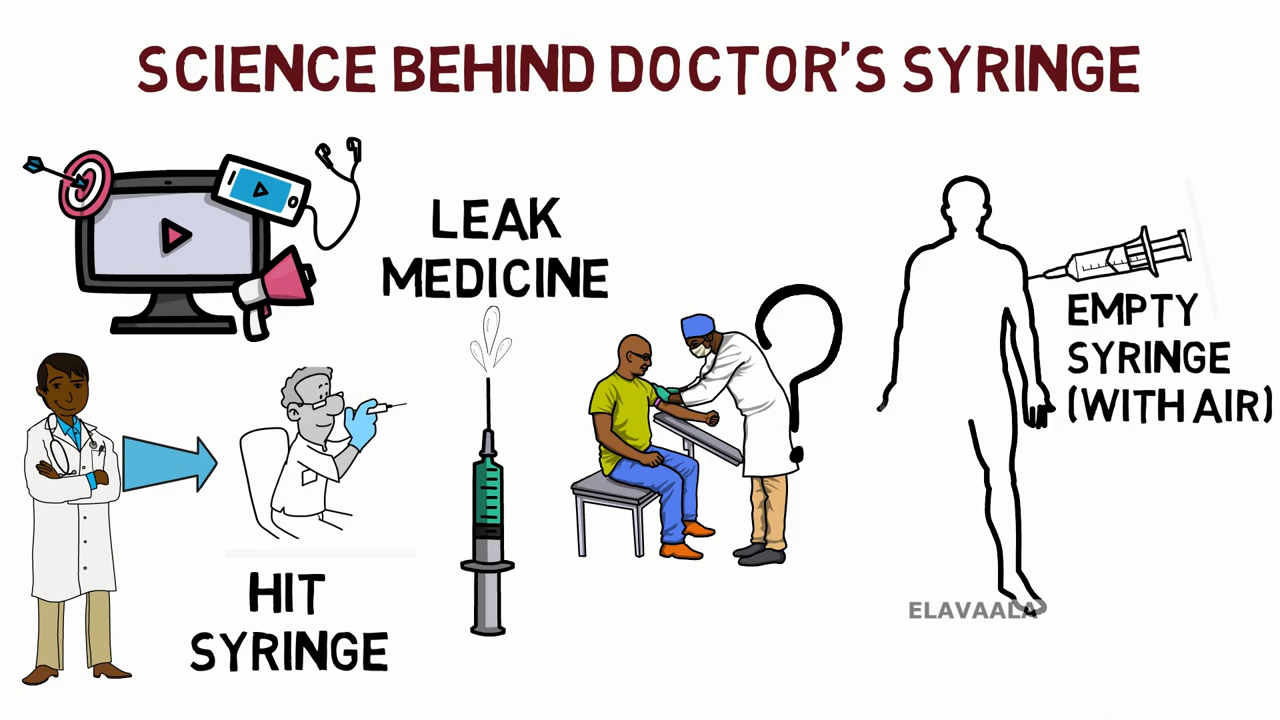 SCIENCE BEHIND DOCTOR'S SYRINGE
LEAK
MEDICINE
HIT
SYRINGE
EMPTY
SYRINGE
(WITH AIR)
ELAVAALA